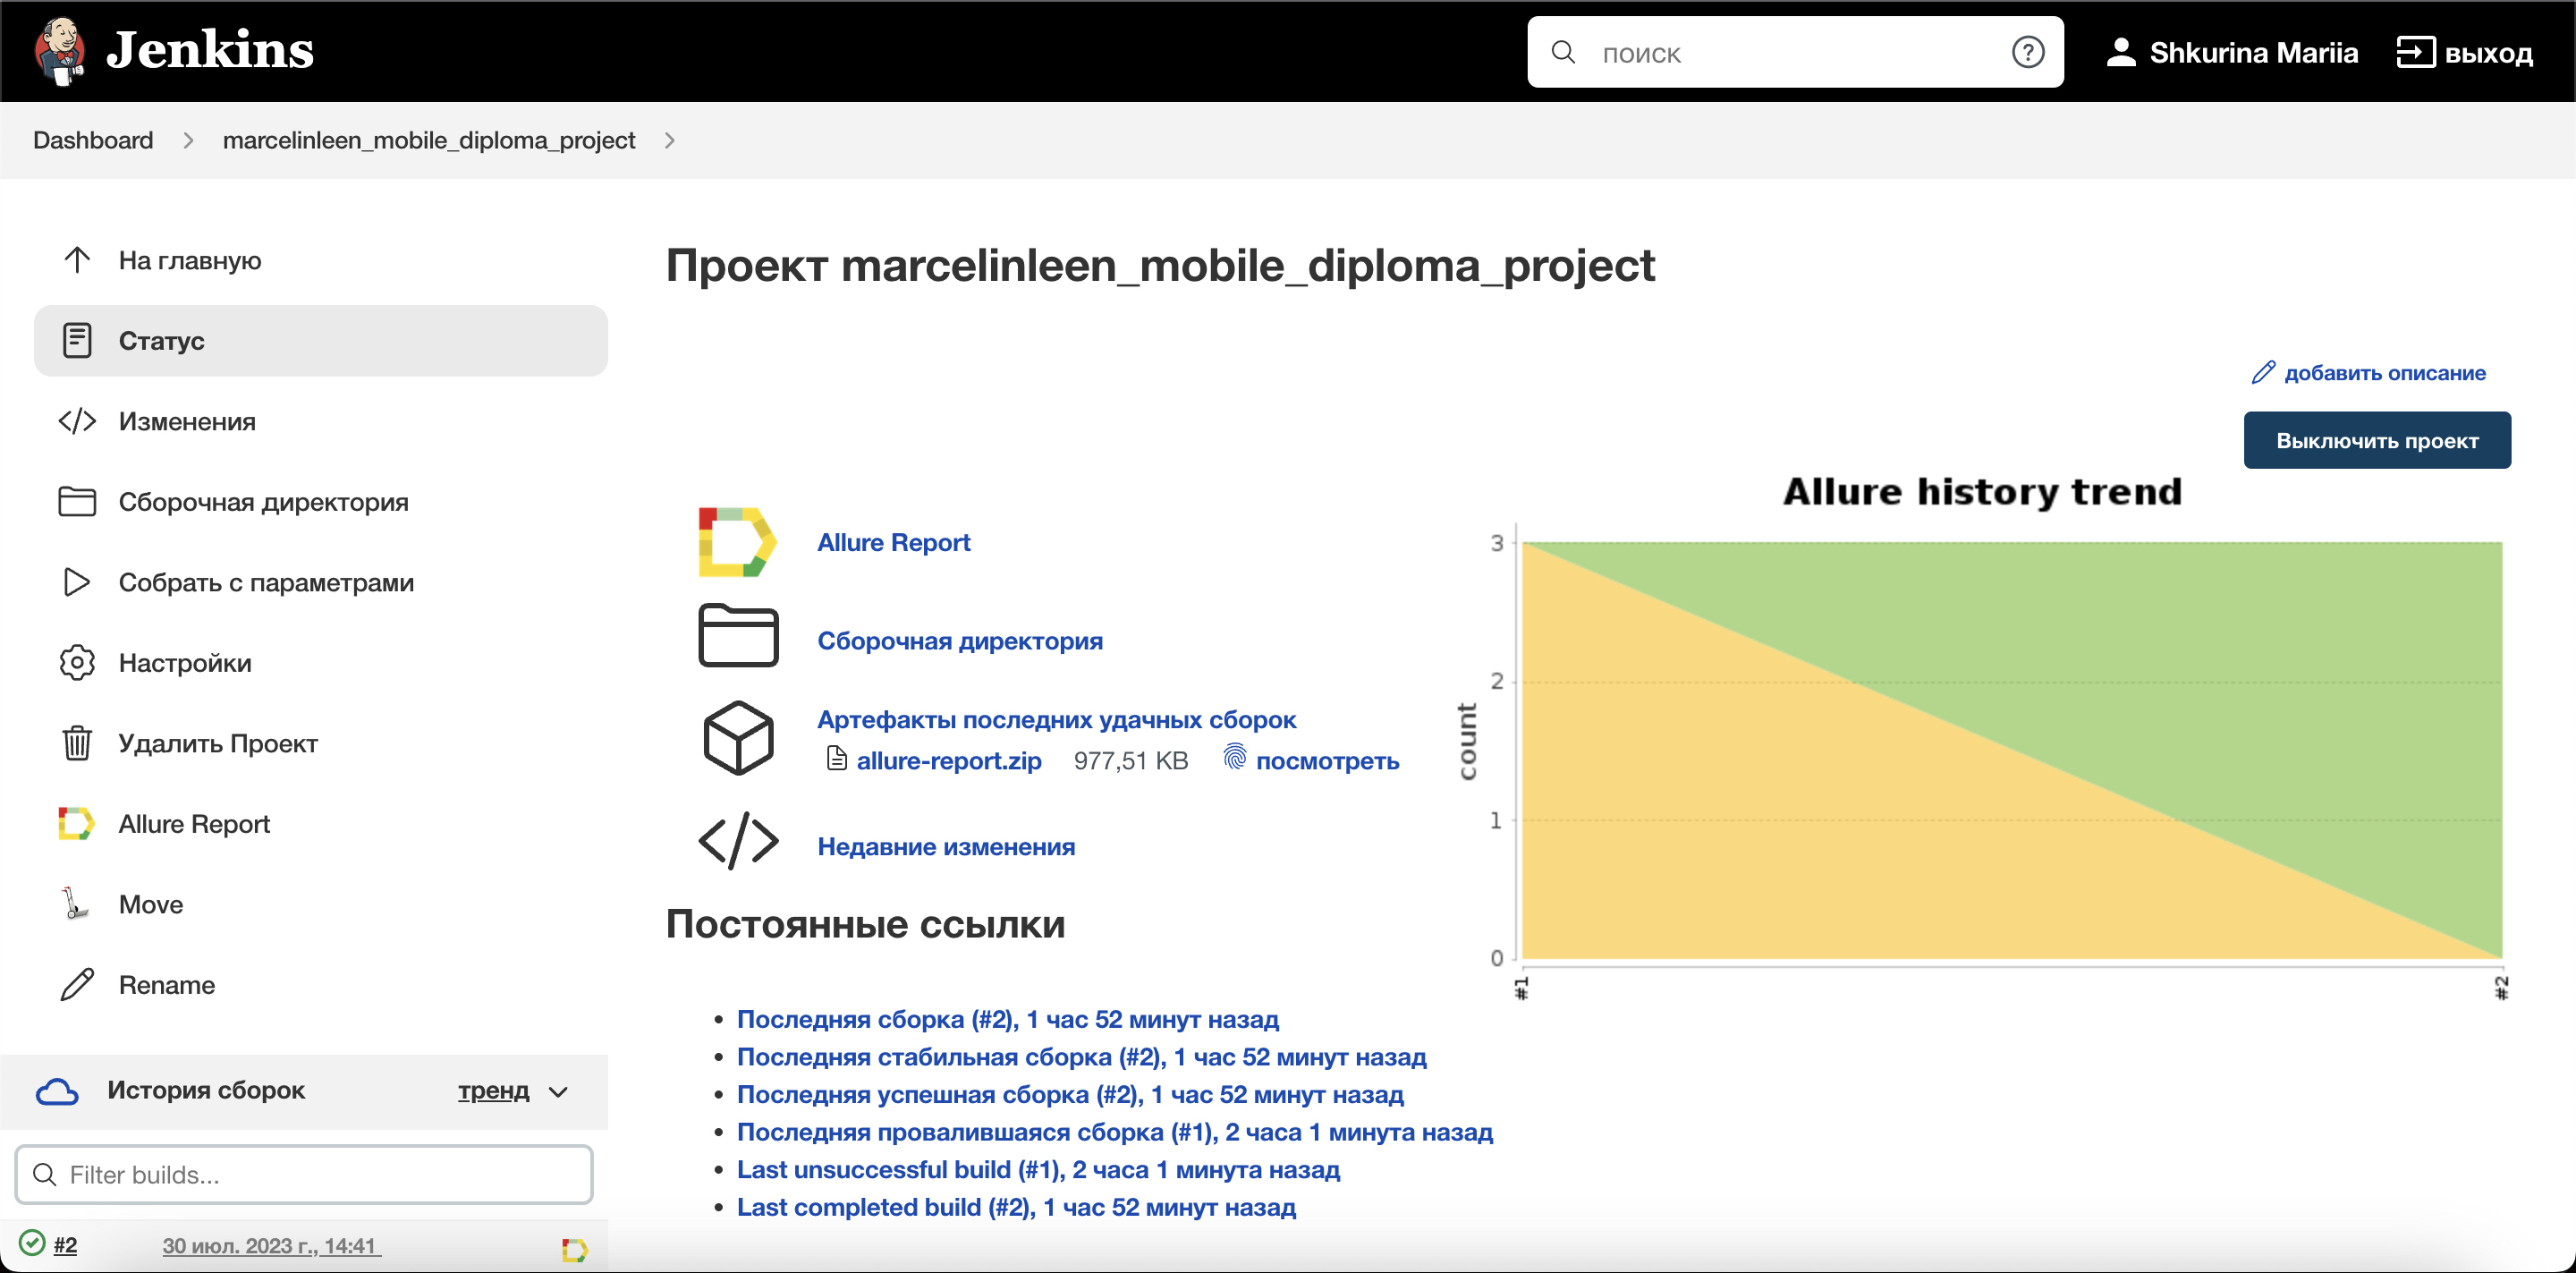 Jenkins
поиск
Shkurina Mariia
выход
Dashboard
marcelinleen_mobile_diploma_project
На главную
Статус
Изменения
Сборочная директория
Собрать с параметрами
Настройки
Удалить Проект
Allure Report
Move
Rename
История сборок
тренд
Filter builds...
#2
30 июл. 2023 г., 14:41
Проект marcelinleen_mobile_diploma_project
добавить описание
Выключить проект
Allure Report
Сборочная директория
Артефакты последних удачных сборок
allure-report.zip 977,51 KB посмотреть
Недавние изменения
Allure history trend
count
3
2
1
0
#1
#2
Постоянные ссылки
Последняя сборка (#2), 1 час 52 минут назад
Последняя стабильная сборка (#2), 1 час 52 минут назад
Последняя успешная сборка (#2), 1 час 52 минут назад
Последняя провалившаяся сборка (#1), 2 часа 1 минута назад
Last unsuccessful build (#1), 2 часа 1 минута назад
Last completed build (#2), 1 час 52 минут назад